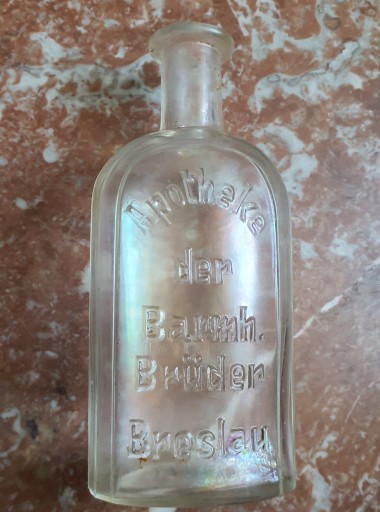 Apotheke
der
Barmh.
Brüder
Breslau